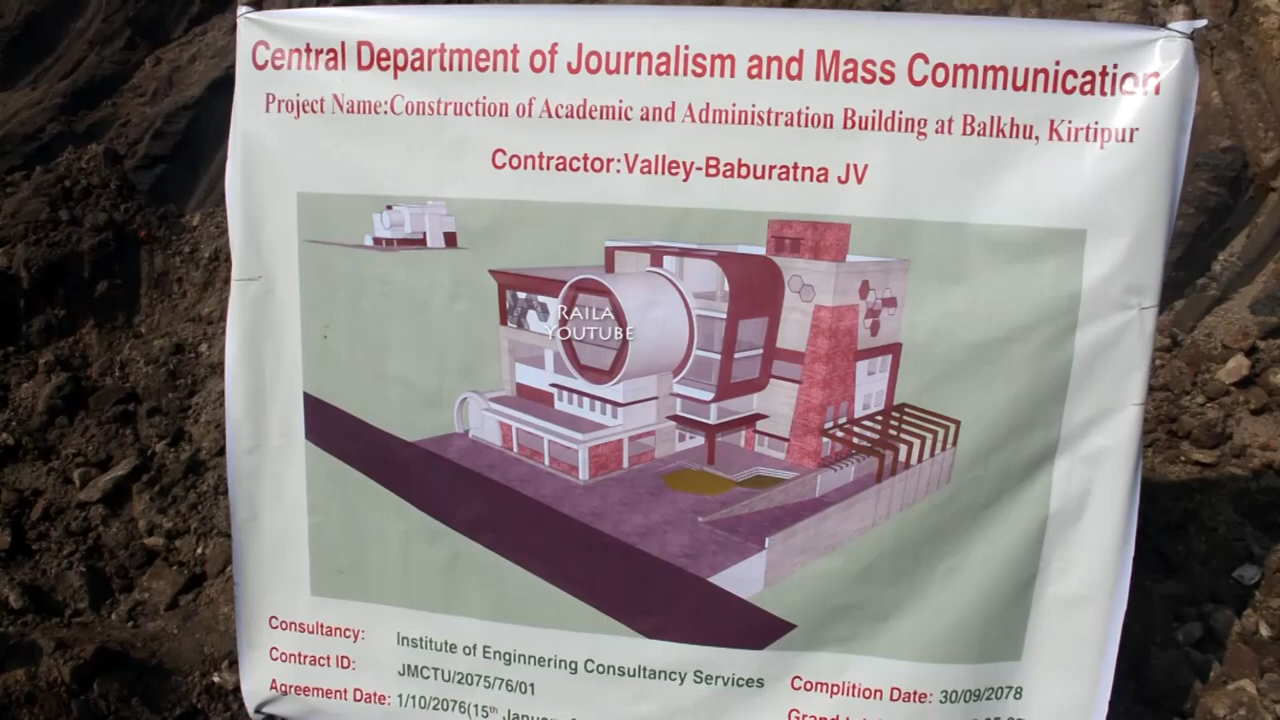 Central Department of Journalism and Mass Communication
Project Name:Construction of Academic and Administration Building at Balkhu, Kirtipur
Contractor:Valley-Baburatna JV
RAILA
YOUTUBE
Consultancy: Institute of Enginnering Consultancy Services
Contract ID: JMCTU/2075/76/01
Agreement Date: 1/10/2076(15th
Complition Date: 30/09/2078